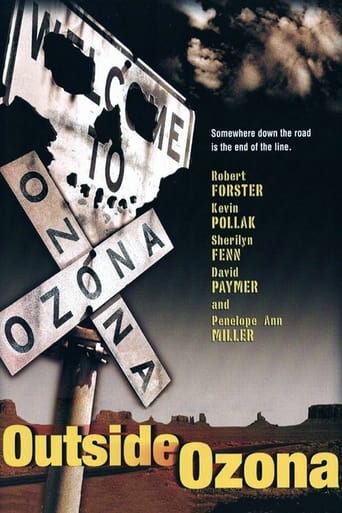 WELCOME
TO
OZONA
OZONA
Somewhere down the road
is the end of the line.
Robert
FORSTER
Kevin
POLLAK
Sherilyn
FENN
David
PAYMER
and
Penelope Ann
MILLER
Outside Ozona